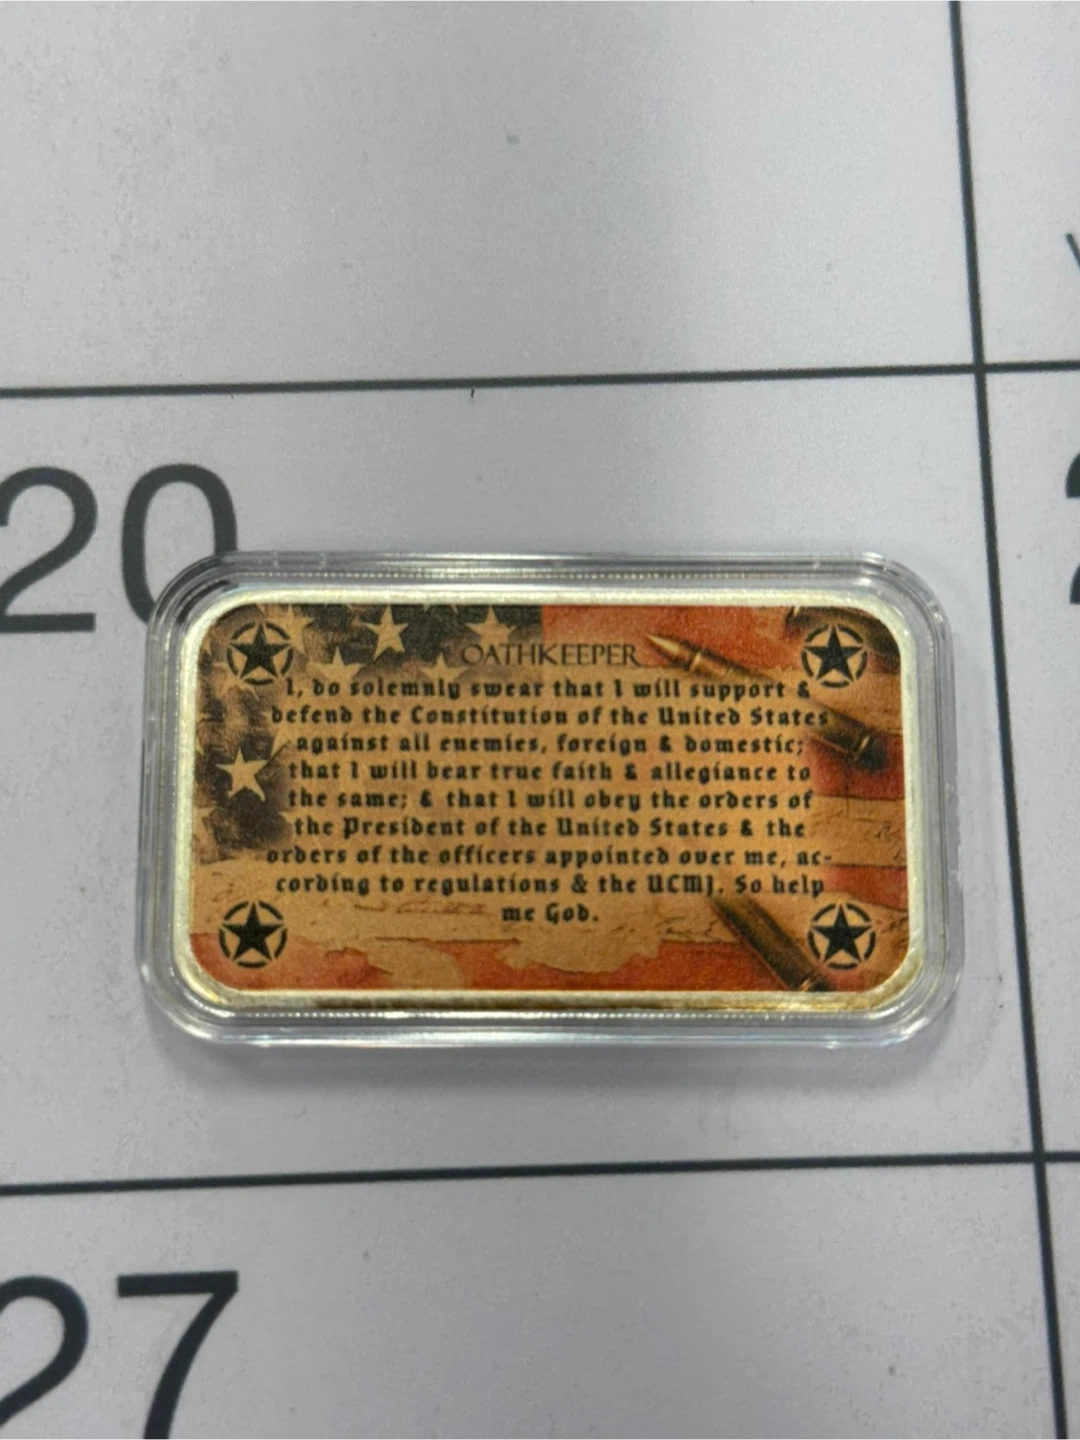 20
OATHKEEPER
I, do solemnly swear that I will support &
defend the Constitution of the United States
against all enemies, foreign & domestic;
that I will bear true faith & allegiance to
the same; & that I will obey the orders of
the President of the United States & the
orders of the officers appointed over me, ac-
cording to regulations & the UCMJ. So help
me God.
27